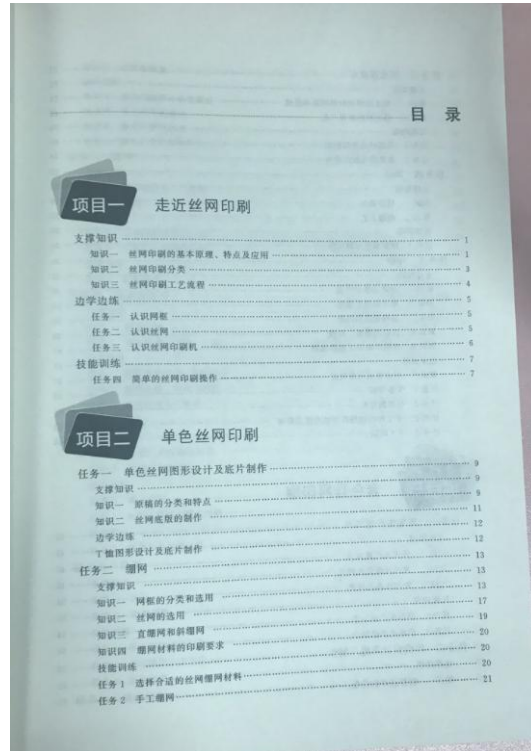 目 录
项目一 走近丝网印刷
支撑知识 …… 1
知识一 丝网印刷的基本原理、特点及应用 …… 1
知识二 丝网印刷分类 …… 3
知识三 丝网印刷工艺流程 …… 4
边学边练 …… 5
任务一 认识网框 …… 5
任务二 认识丝网 …… 5
任务三 认识丝网印刷机 …… 6
技能训练 …… 7
任务四 简单的丝网印刷操作 …… 7
项目二 单色丝网印刷
任务一 单色丝网图形设计及底片制作 …… 9
支撑知识 …… 9
知识一 原稿的分类和特点 …… 9
知识二 丝网底版的制作 …… 11
边学边练 …… 12
T恤图形设计及底片制作 …… 12
任务二 绷网 …… 13
支撑知识 …… 13
知识一 网框的分类和选用 …… 13
知识二 丝网的选用 …… 17
知识三 直绷网和斜绷网 …… 19
知识四 绷网材料的印刷要求 …… 20
技能训练 …… 20
任务1 选择合适的丝网绷网材料 …… 20
任务2 手工绷网 …… 21